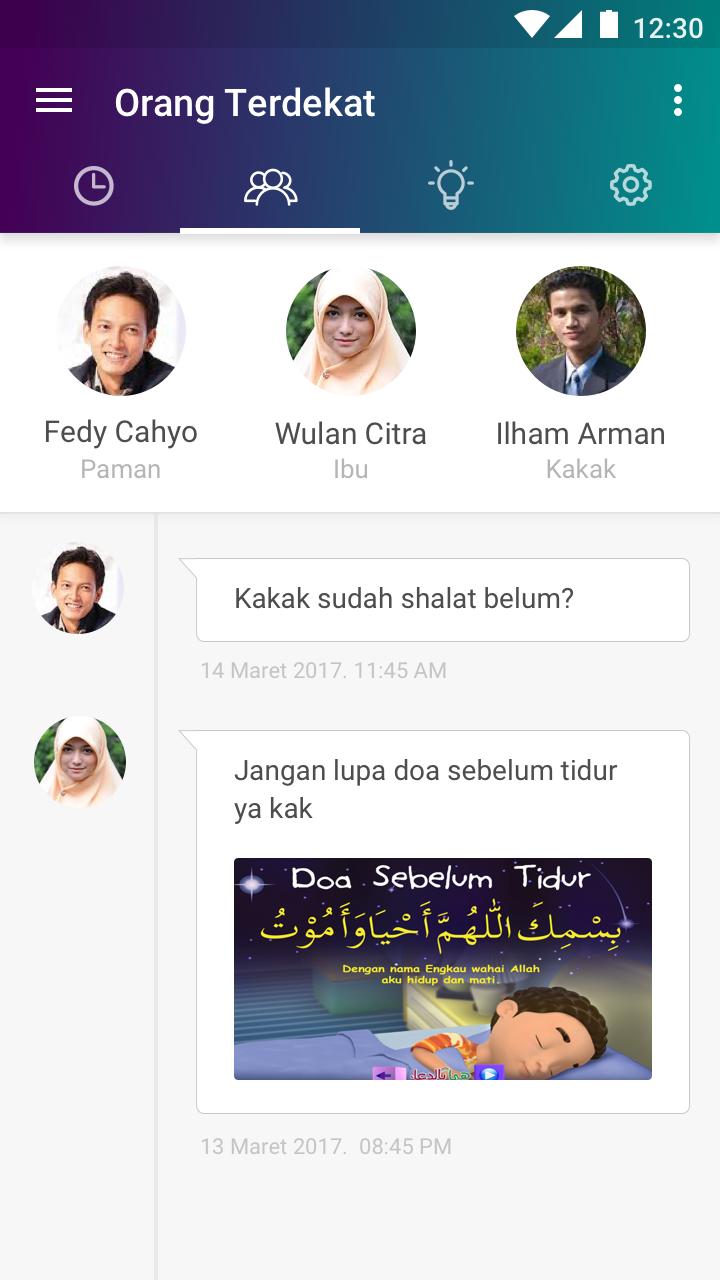 12:30
Orang Terdekat
Fedy Cahyo
Wulan Citra
Ilham Arman
Paman
Ibu
Kakak
Kakak sudah shalat belum?
14 Maret 2017. 11:45 AM
Jangan lupa doa sebelum tidur
ya kak
Doa Sebelum Tidur
بِسْمِكَ اللّٰهُمَّ أَحْيَا وَأَمُوْتُ
Dengan nama Engkau wahai Allah
aku hidup dan mati.
هيا بالدعاء
13 Maret 2017. 08:45 PM